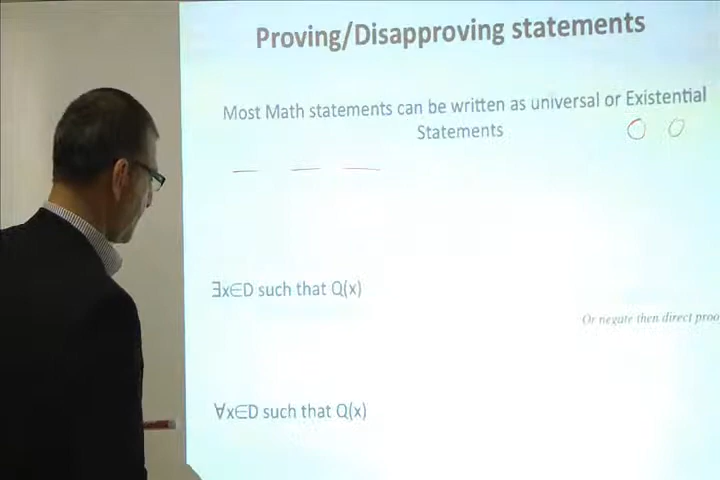 Proving/Disapproving statements
Most Math statements can be written as universal or Existential
Statements
∃x∈D such that Q(x)
Or negate then direct proo
∀x∈D such that Q(x)